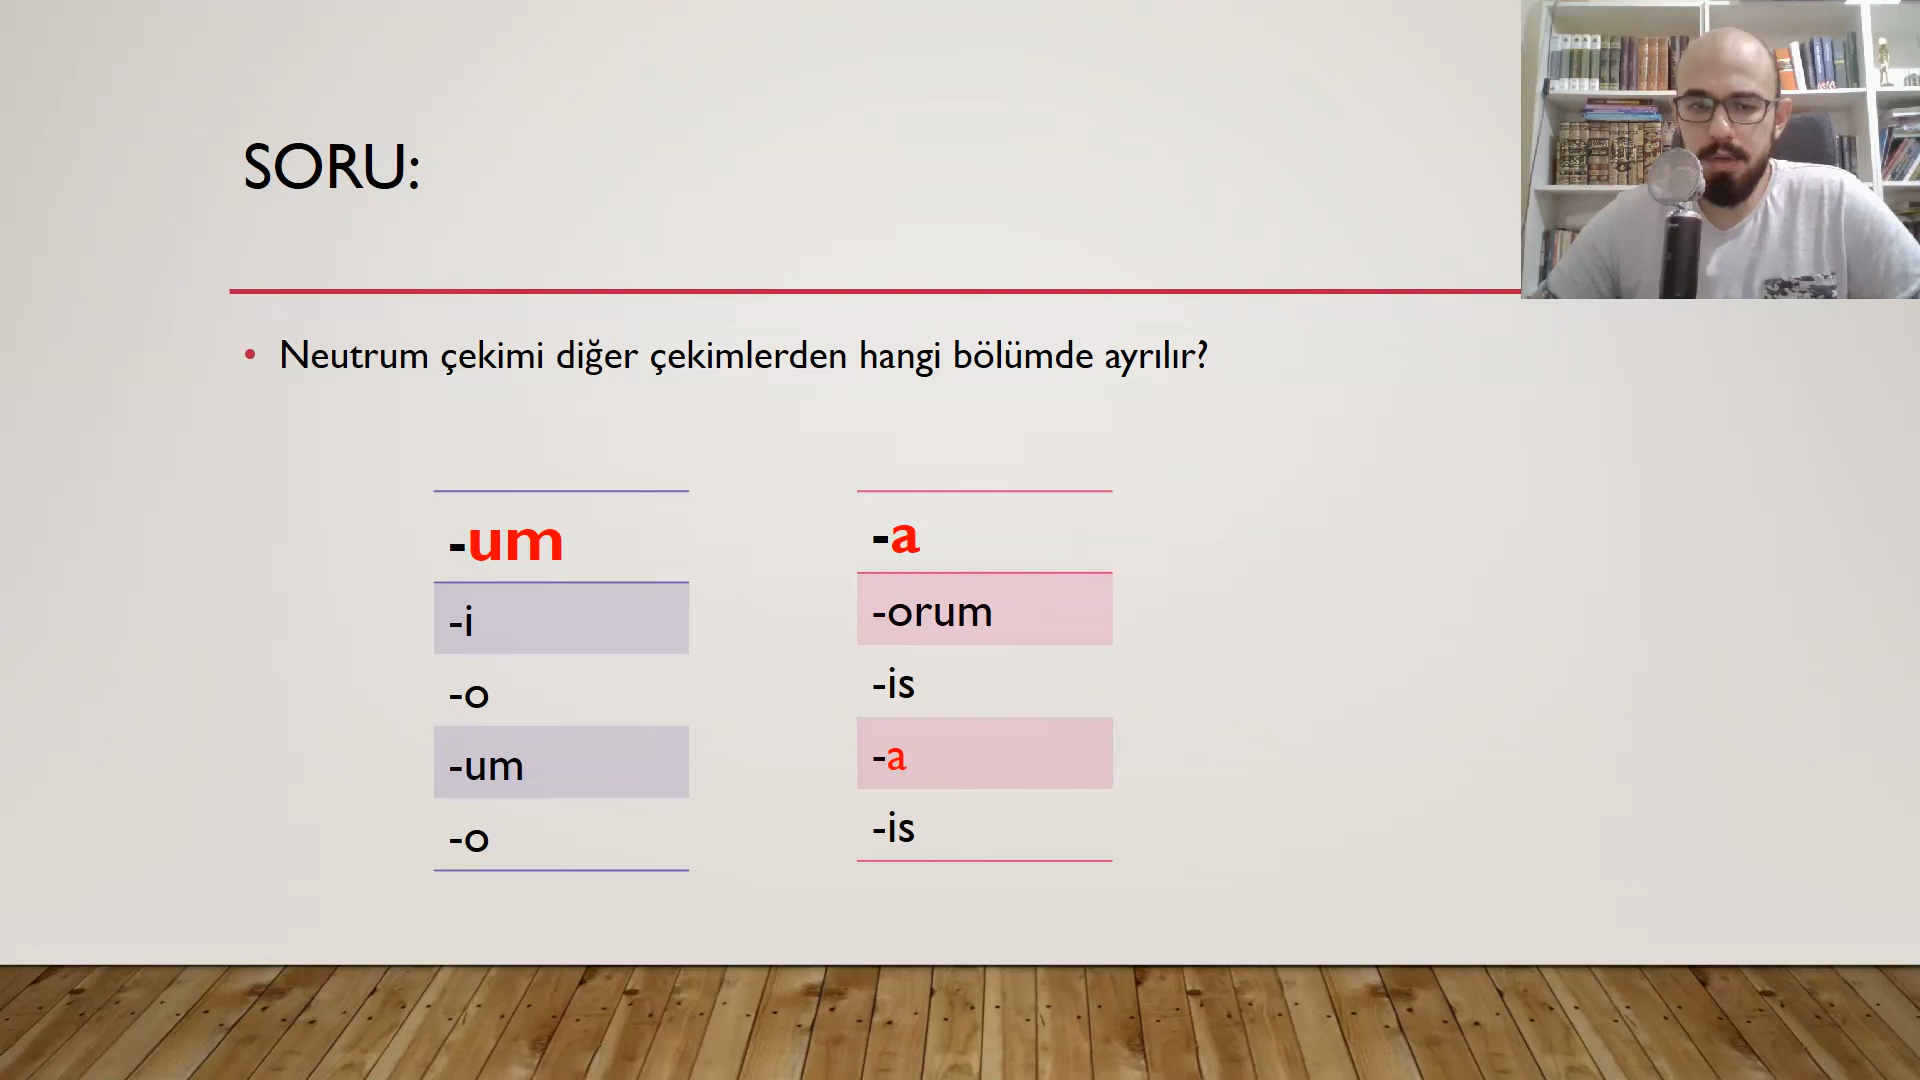 SORU:
• Neutrum çekimi diğer çekimlerden hangi bölümde ayrılır?
-um
-i
-o
-um
-o
-a
-orum
-is
-a
-is